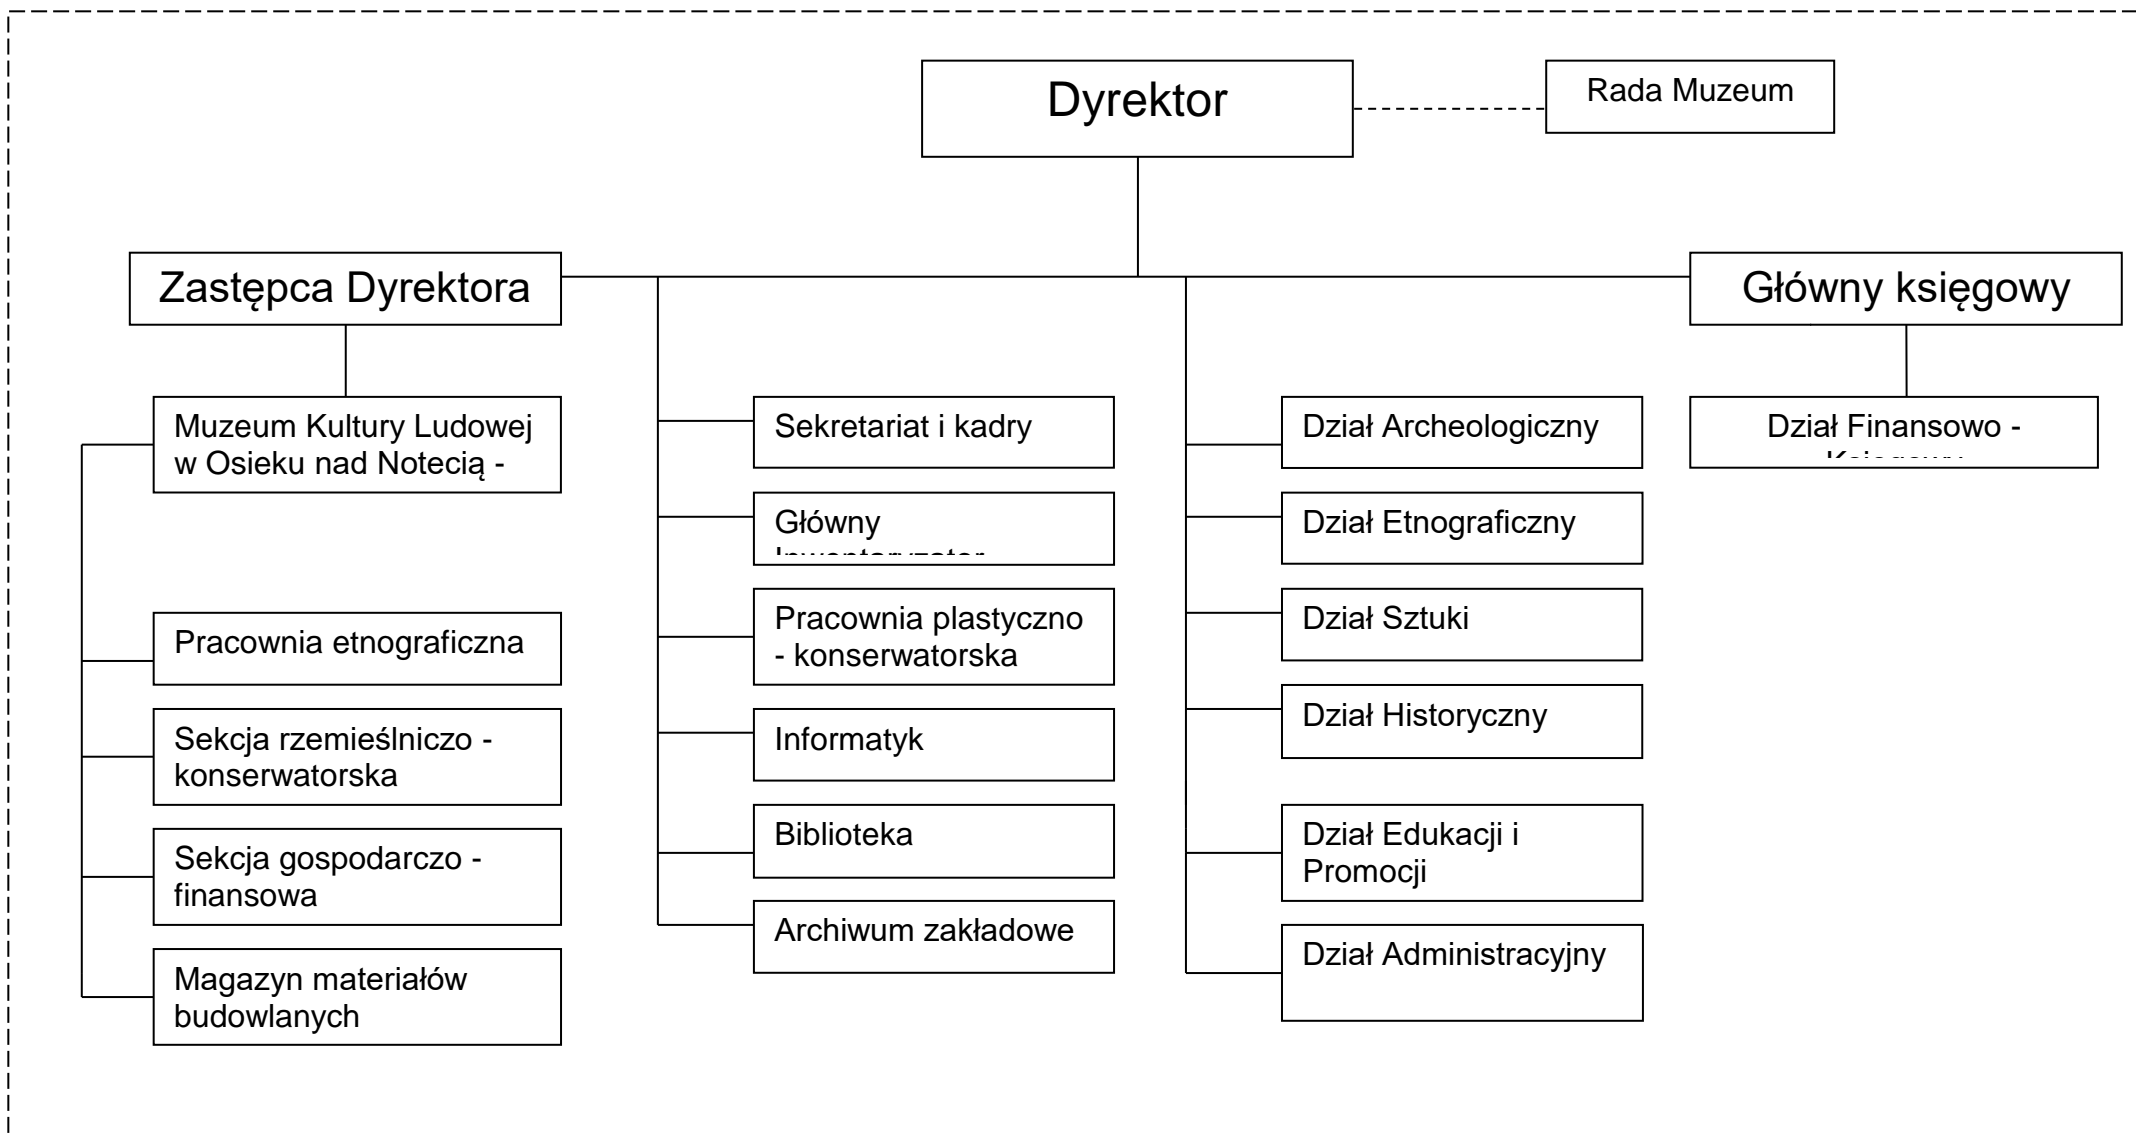 Dyrektor
Rada Muzeum
Zastępca Dyrektora
Główny księgowy
Muzeum Kultury Ludowej
w Osieku nad Notecią -
Pracownia etnograficzna
Sekcja rzemieślniczo -
konserwatorska
Sekcja gospodarczo -
finansowa
Magazyn materiałów
budowlanych
Sekretariat i kadry
Główny
Pracownia plastyczno
- konserwatorska
Informatyk
Biblioteka
Archiwum zakładowe
Dział Archeologiczny
Dział Etnograficzny
Dział Sztuki
Dział Historyczny
Dział Edukacji i
Promocji
Dział Administracyjny
Dział Finansowo -